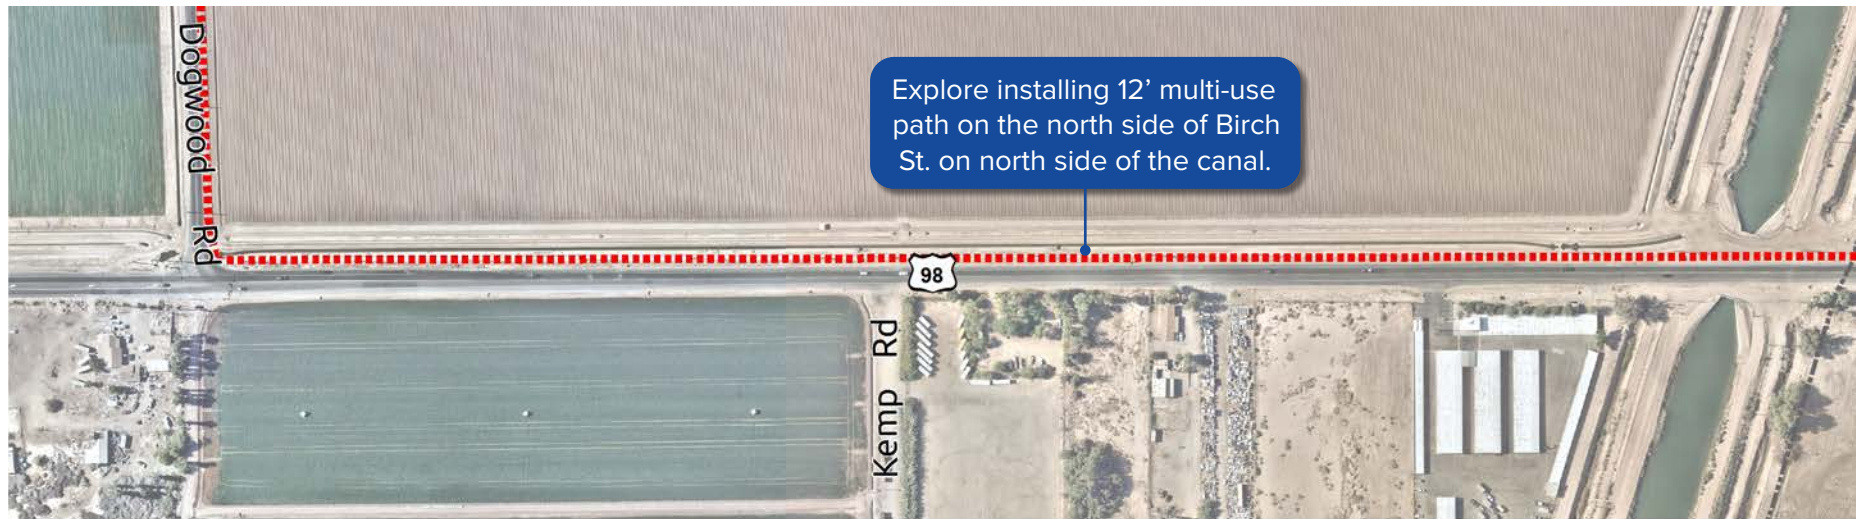 Dogwood Rd
Explore installing 12’ multi-use
path on the north side of Birch
St. on north side of the canal.
98
Kemp Rd